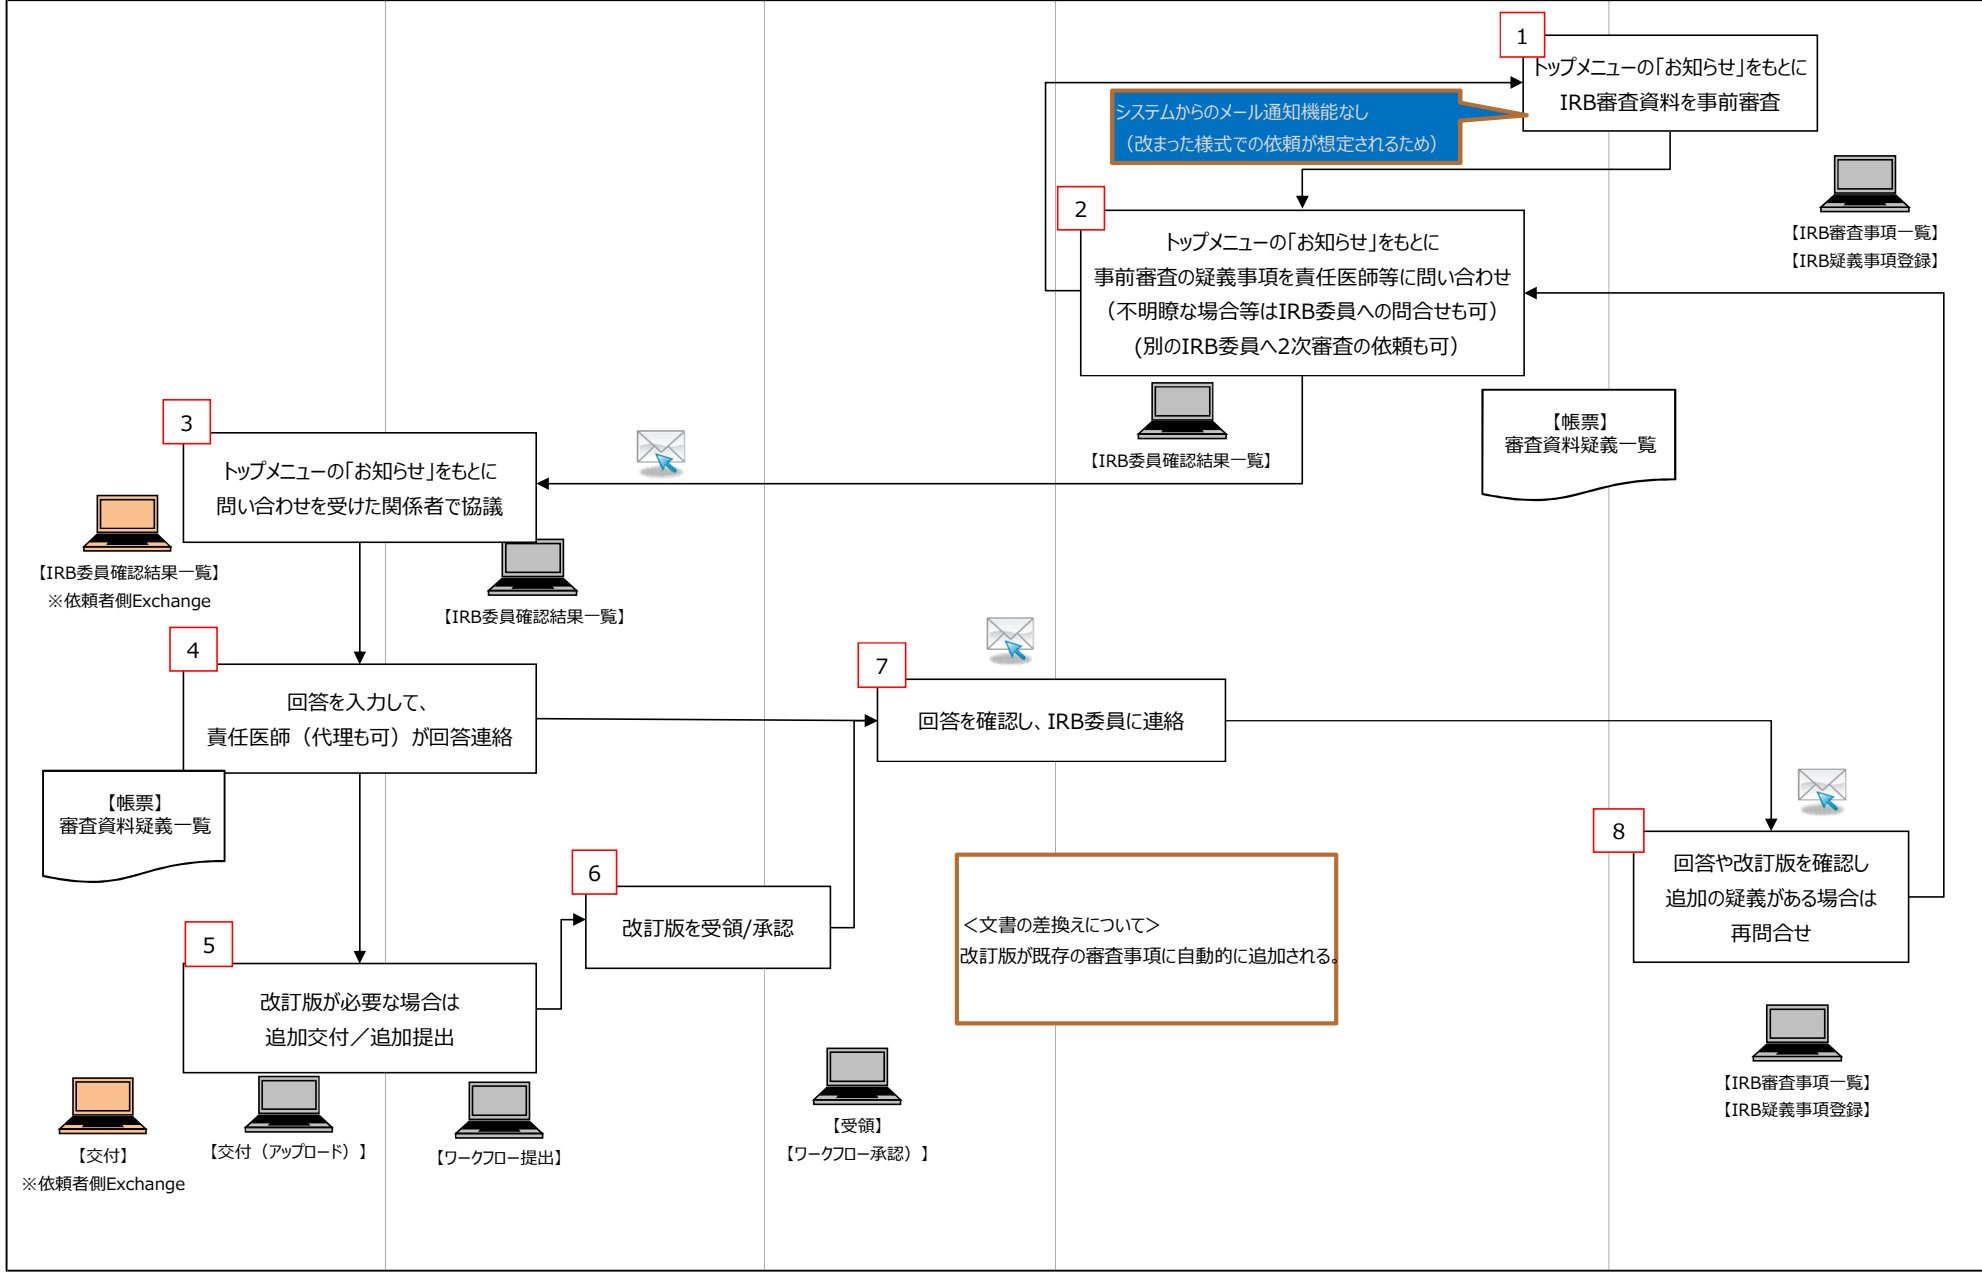 1
トップメニューの「お知らせ」をもとに
IRB審査資料を事前審査
システムからのメール通知機能なし
（改まった様式での依頼が想定されるため）
【IRB審査事項一覧】
【IRB疑義事項登録】
2
トップメニューの「お知らせ」をもとに
事前審査の疑義事項を責任医師等に問い合わせ
（不明瞭な場合等はIRB委員への問合せも可）
(別のIRB委員へ2次審査の依頼も可）
【IRB委員確認結果一覧】
【帳票】
審査資料疑義一覧
3
トップメニューの「お知らせ」をもとに
問い合わせを受けた関係者で協議
【IRB委員確認結果一覧】
※依頼者側Exchange
【IRB委員確認結果一覧】
4
回答を入力して、
責任医師（代理も可）が回答連絡
【帳票】
審査資料疑義一覧
7
回答を確認し、IRB委員に連絡
8
回答や改訂版を確認し
追加の疑義がある場合は
再問合せ
6
改訂版を受領/承認
＜文書の差換えについて＞
改訂版が既存の審査事項に自動的に追加される。
5
改訂版が必要な場合は
追加交付／追加提出
【IRB審査事項一覧】
【IRB疑義事項登録】
【交付】
※依頼者側Exchange
【交付（アップロード）】
【ワークフロー提出】
【受領】
【ワークフロー承認）】